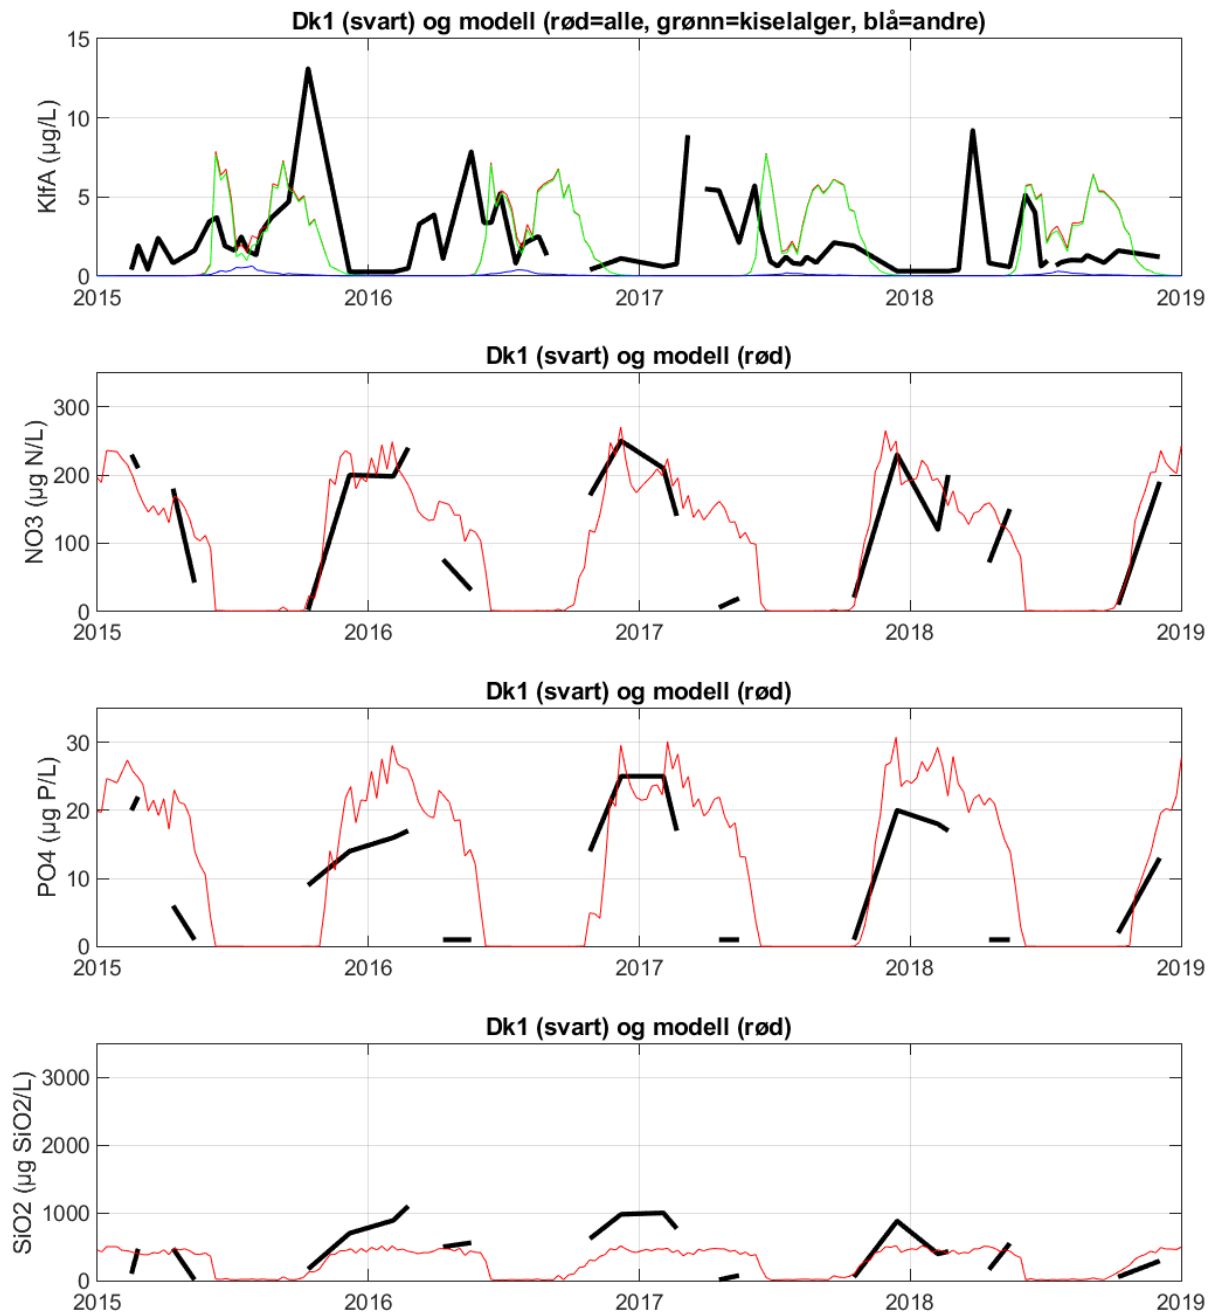 Dk1 (svart) og modell (rød=alle, grønn=kiselalger, blå=andre)
KlfA (µg/L)
15
10
5
0
2015 2016 2017 2018 2019
Dk1 (svart) og modell (rød)
NO3 (µg N/L)
300
200
100
0
2015 2016 2017 2018 2019
Dk1 (svart) og modell (rød)
PO4 (µg P/L)
30
20
10
0
2015 2016 2017 2018 2019
Dk1 (svart) og modell (rød)
SiO2 (µg SiO2/L)
3000
2000
1000
0
2015 2016 2017 2018 2019